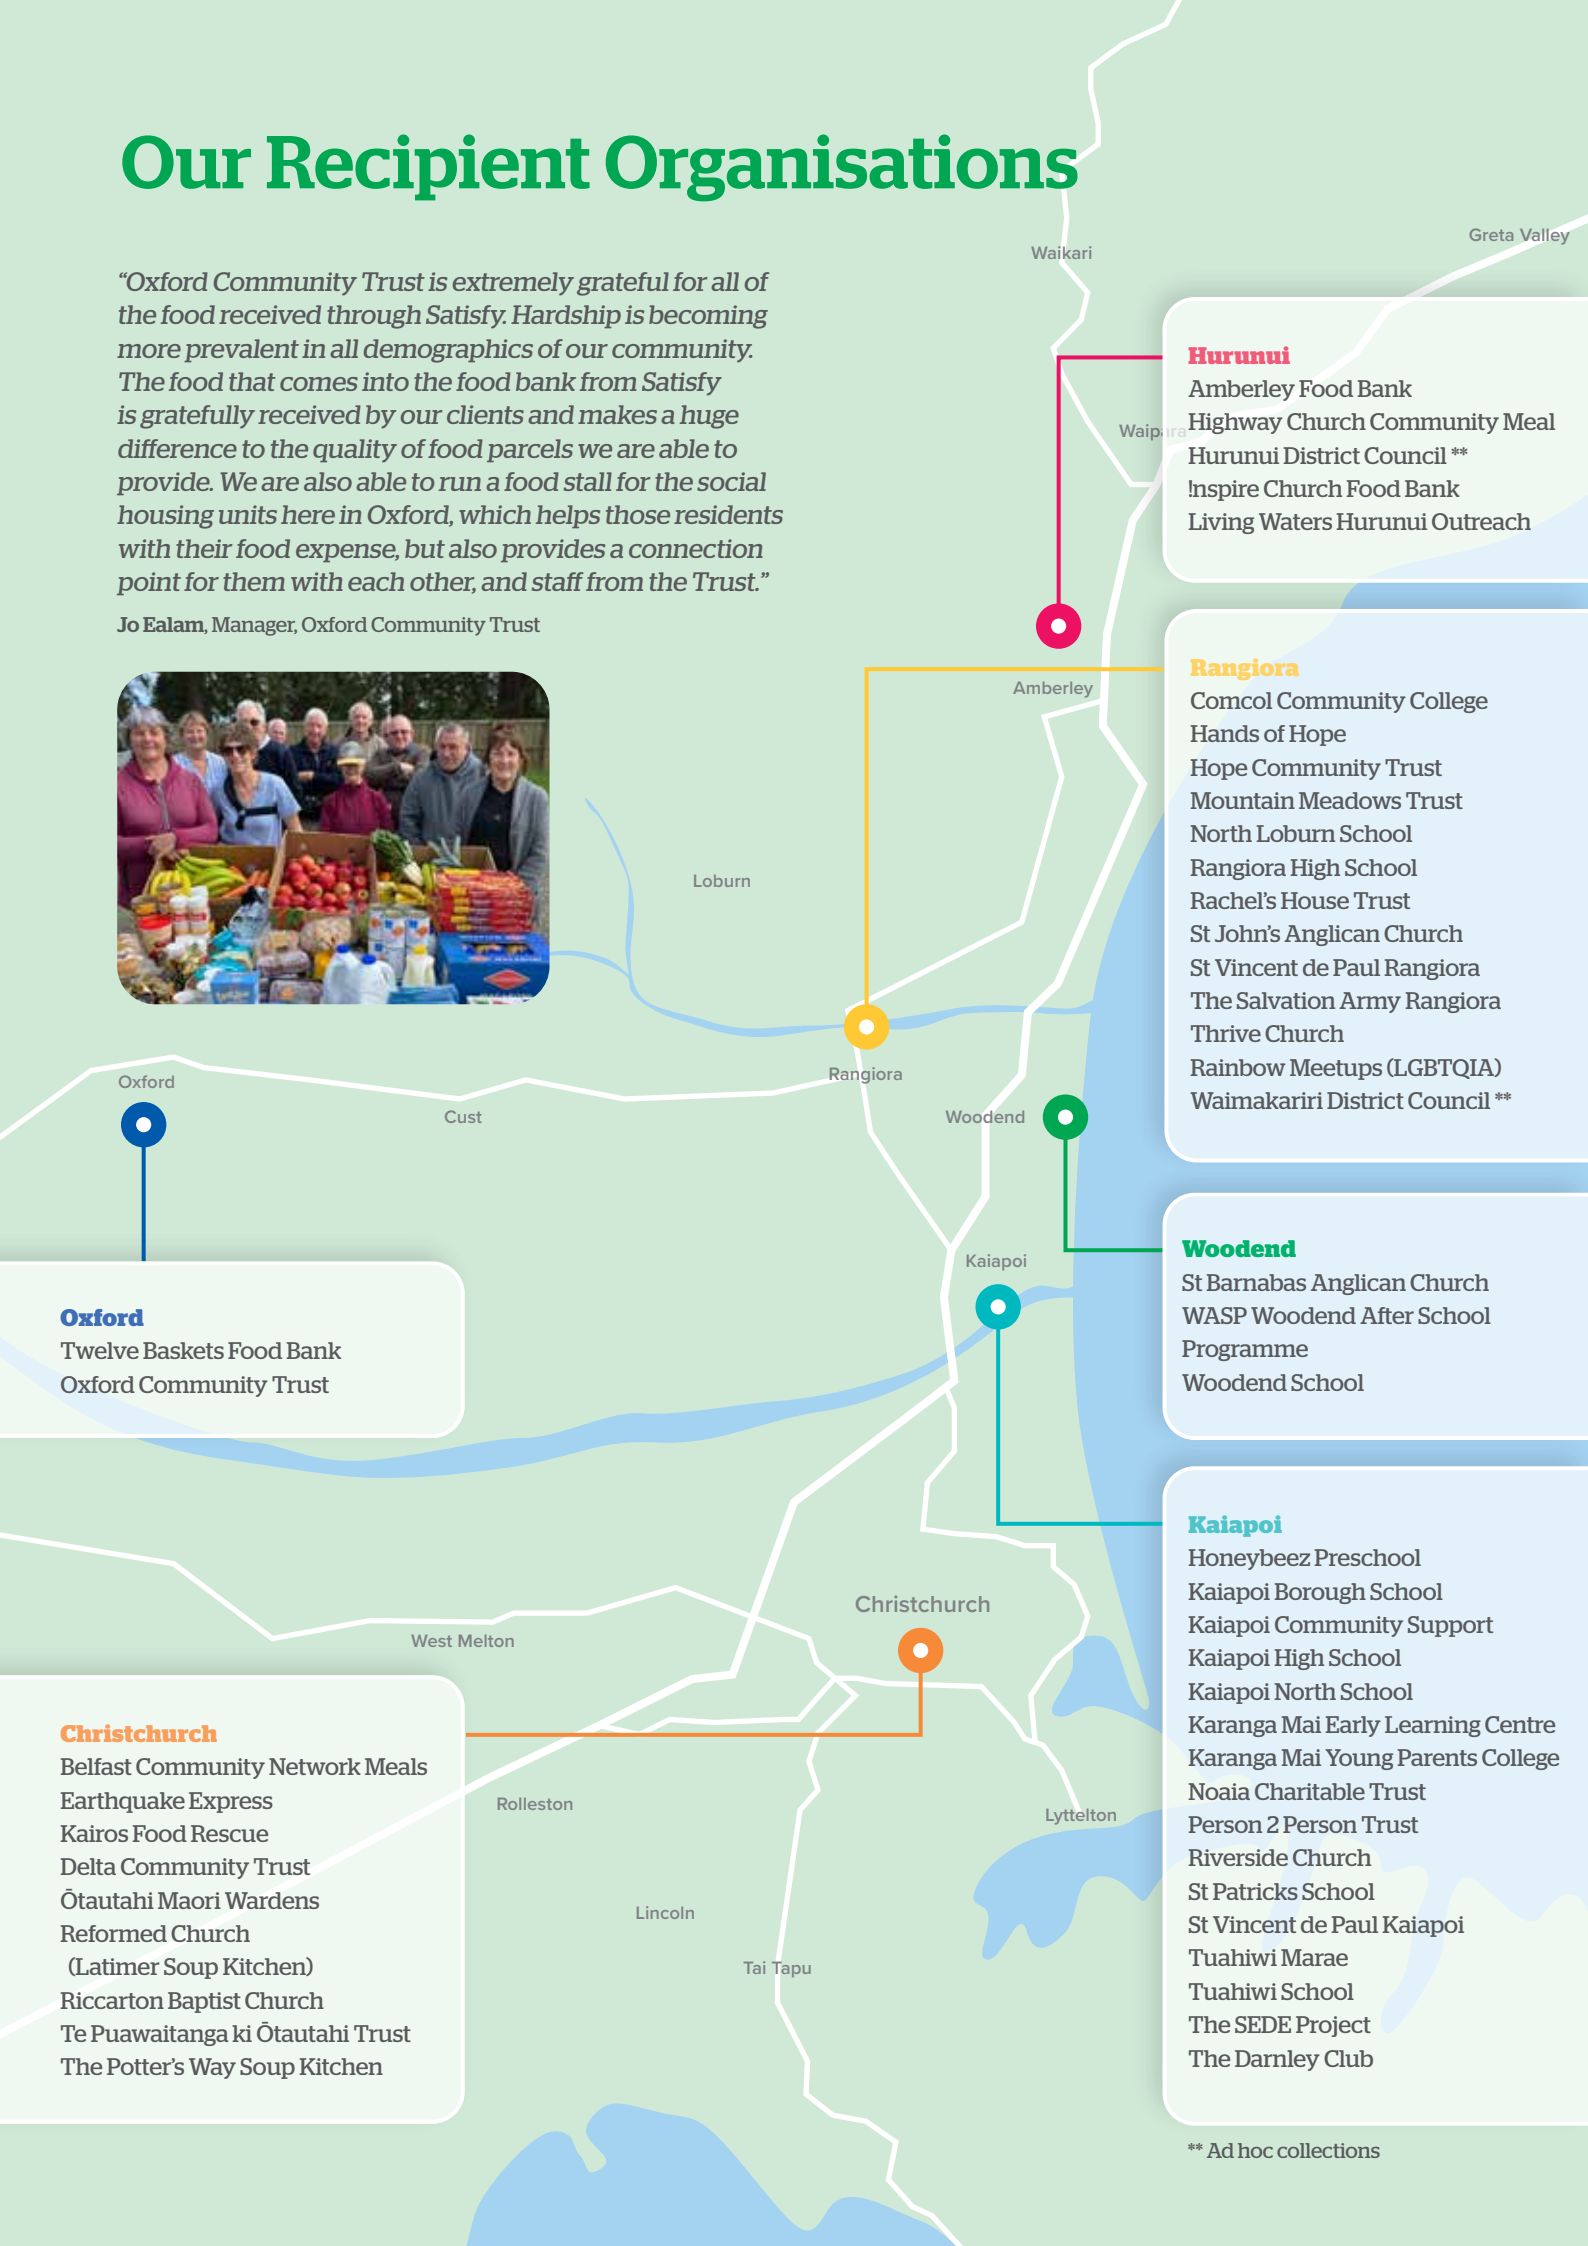 Our Recipient Organisations
“Oxford Community Trust is extremely grateful for all of
the food received through Satisfy. Hardship is becoming
more prevalent in all demographics of our community.
The food that comes into the food bank from Satisfy
is gratefully received by our clients and makes a huge
difference to the quality of food parcels we are able to
provide. We are also able to run a food stall for the social
housing units here in Oxford, which helps those residents
with their food expense, but also provides a connection
point for them with each other, and staff from the Trust.”
Jo Ealam, Manager, Oxford Community Trust
Waikari
Greta Valley
Waipara
Amberley
Loburn
Rangiora
Oxford
Cust
Woodend
Kaiapoi
Christchurch
West Melton
Rolleston
Lyttelton
Lincoln
Tai Tapu
Hurunui
Amberley Food Bank
Highway Church Community Meal
Hurunui District Council **
!nspire Church Food Bank
Living Waters Hurunui Outreach
Rangiora
Comcol Community College
Hands of Hope
Hope Community Trust
Mountain Meadows Trust
North Loburn School
Rangiora High School
Rachel’s House Trust
St John’s Anglican Church
St Vincent de Paul Rangiora
The Salvation Army Rangiora
Thrive Church
Rainbow Meetups (LGBTQIA)
Waimakariri District Council **
Woodend
St Barnabas Anglican Church
WASP Woodend After School
Programme
Woodend School
Kaiapoi
Honeybeez Preschool
Kaiapoi Borough School
Kaiapoi Community Support
Kaiapoi High School
Kaiapoi North School
Karanga Mai Early Learning Centre
Karanga Mai Young Parents College
Noaia Charitable Trust
Person 2 Person Trust
Riverside Church
St Patricks School
St Vincent de Paul Kaiapoi
Tuahiwi Marae
Tuahiwi School
The SEDE Project
The Darnley Club
** Ad hoc collections
Oxford
Twelve Baskets Food Bank
Oxford Community Trust
Christchurch
Belfast Community Network Meals
Earthquake Express
Kairos Food Rescue
Delta Community Trust
Ōtautahi Maori Wardens
Reformed Church
(Latimer Soup Kitchen)
Riccarton Baptist Church
Te Puawaitanga ki Ōtautahi Trust
The Potter’s Way Soup Kitchen